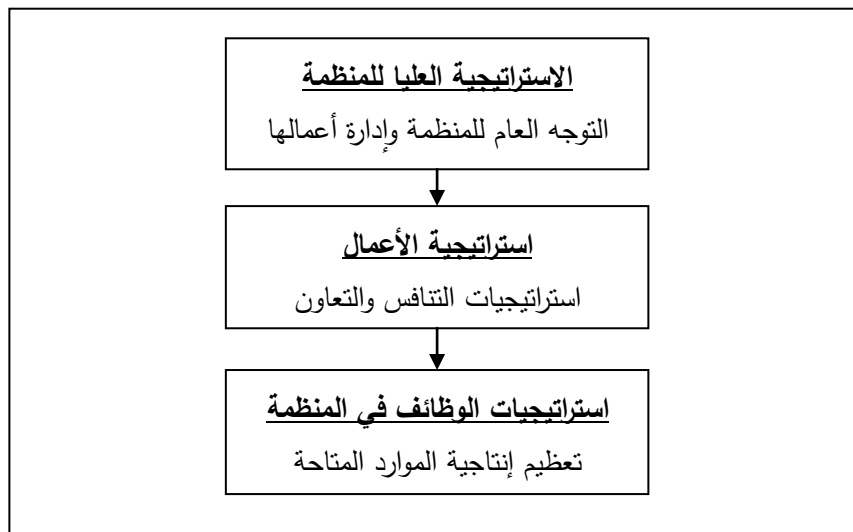 الاستراتيجية العليا للمنظمة
التوجه العام للمنظمة وإدارة أعمالها
استراتيجية الأعمال
استراتيجيات التنافس والتعاون
استراتيجيات الوظائف في المنظمة
تعظيم إنتاجية الموارد المتاحة